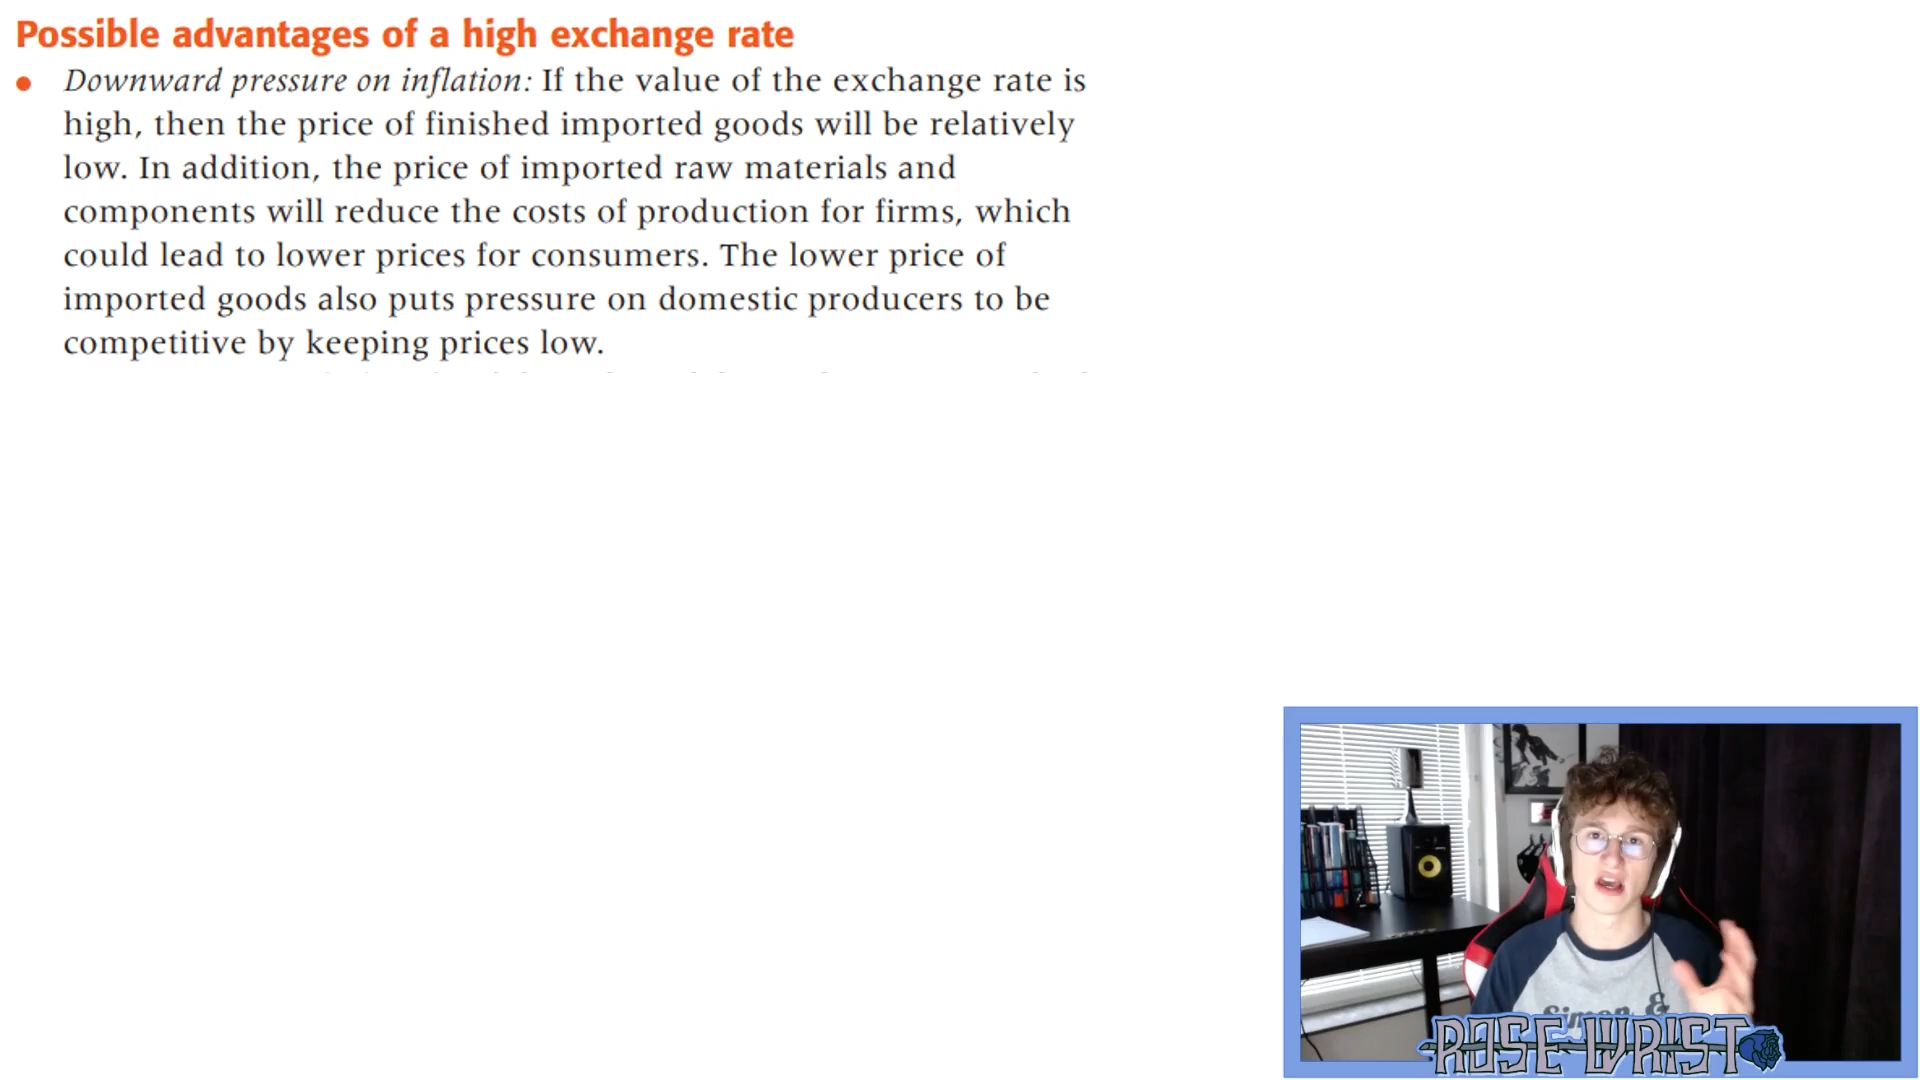 Possible advantages of a high exchange rate
• Downward pressure on inflation: If the value of the exchange rate is
high, then the price of finished imported goods will be relatively
low. In addition, the price of imported raw materials and
components will reduce the costs of production for firms, which
could lead to lower prices for consumers. The lower price of
imported goods also puts pressure on domestic producers to be
competitive by keeping prices low.
Simon &
ROSE WRIST